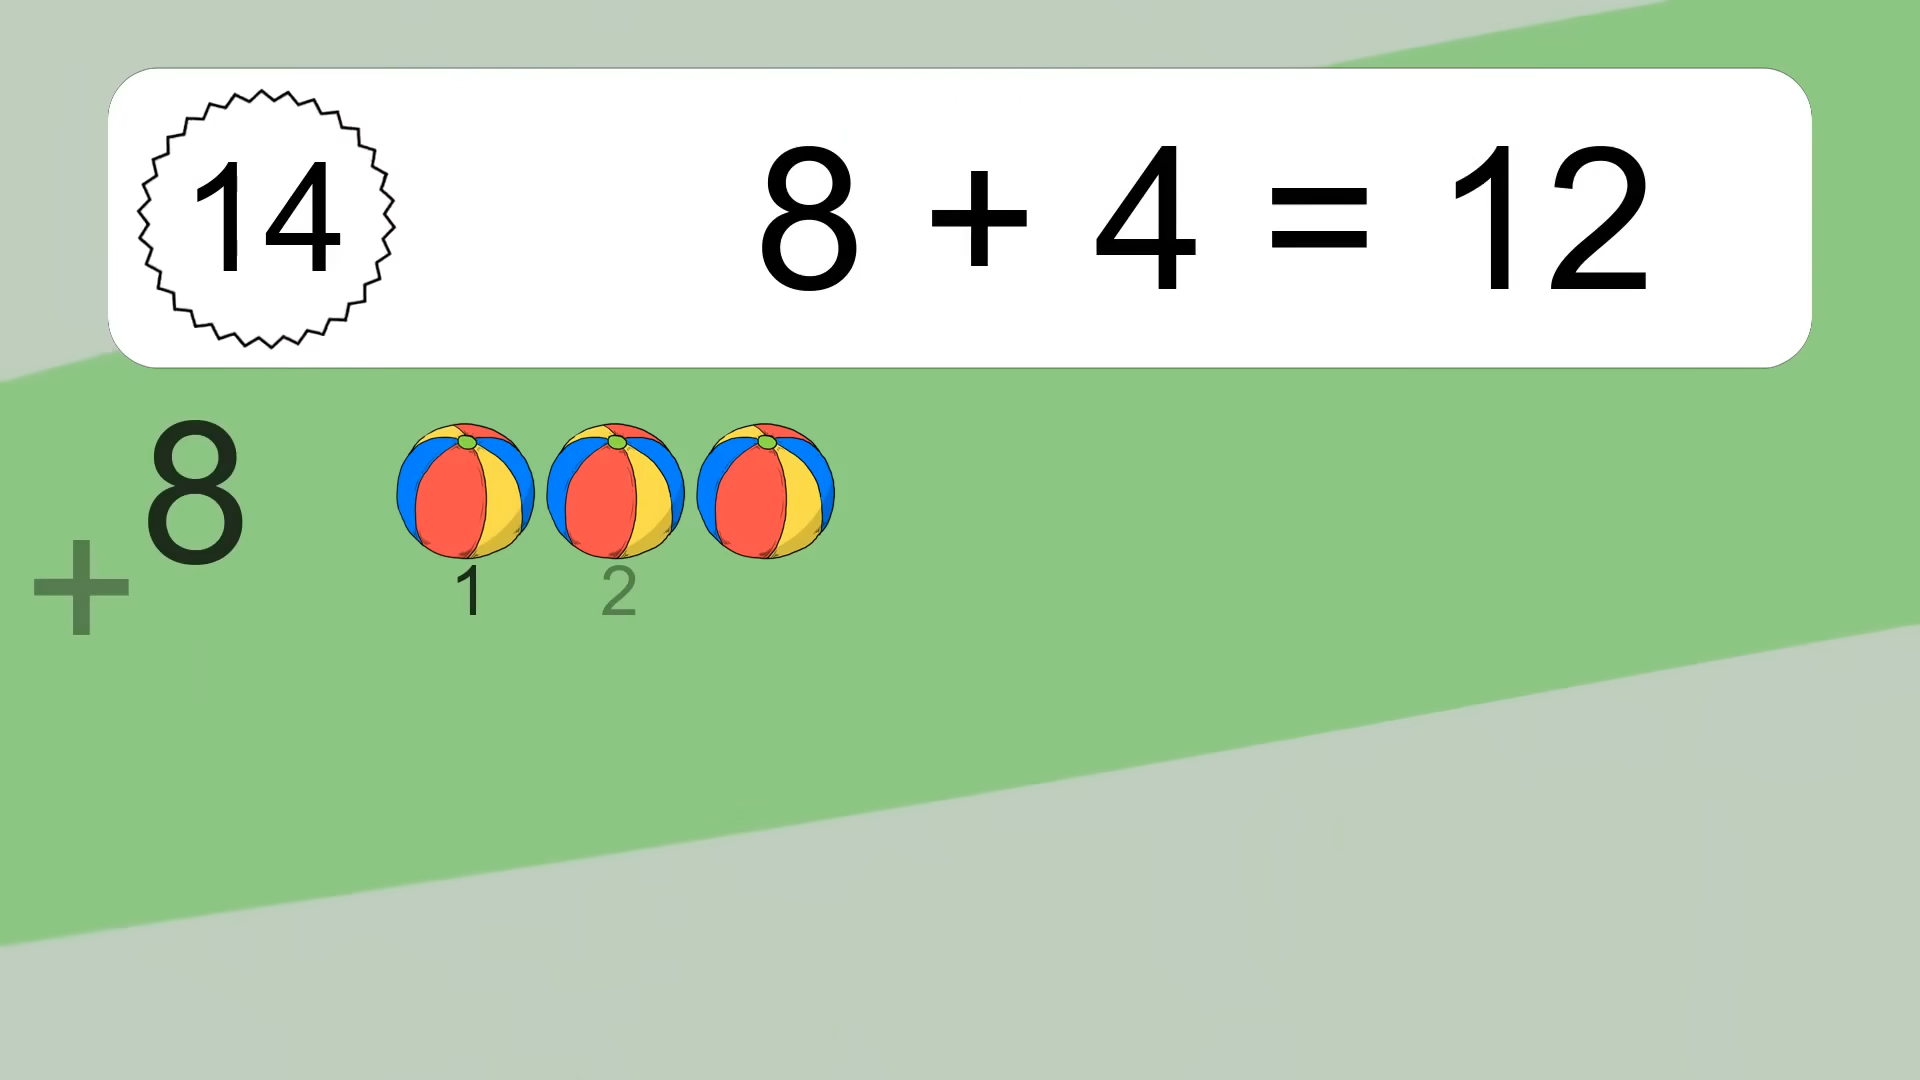 14
8 + 4 = 12
8
+
1 2